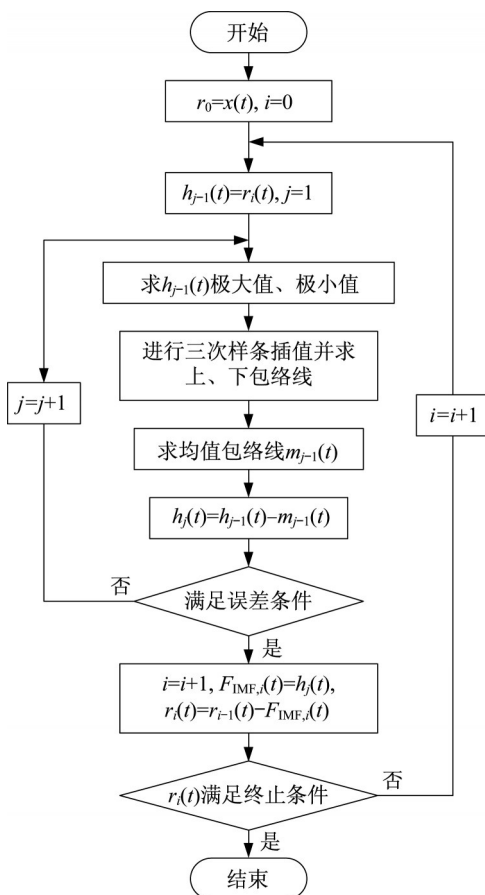 开始
r₀=x(t), i=0
hⱼ₋₁(t)=rᵢ(t), j=1
求hⱼ₋₁(t)极大值、极小值
进行三次样条插值并求
上、下包络线
j=j+1
i=i+1
求均值包络线mⱼ₋₁(t)
hⱼ(t)=hⱼ₋₁(t)–mⱼ₋₁(t)
否
满足误差条件
是
i=i+1, F_IMF,i(t)=hⱼ(t),
rᵢ(t)=rᵢ₋₁(t)–F_IMF,i(t)
否
rᵢ(t)满足终止条件
是
结束